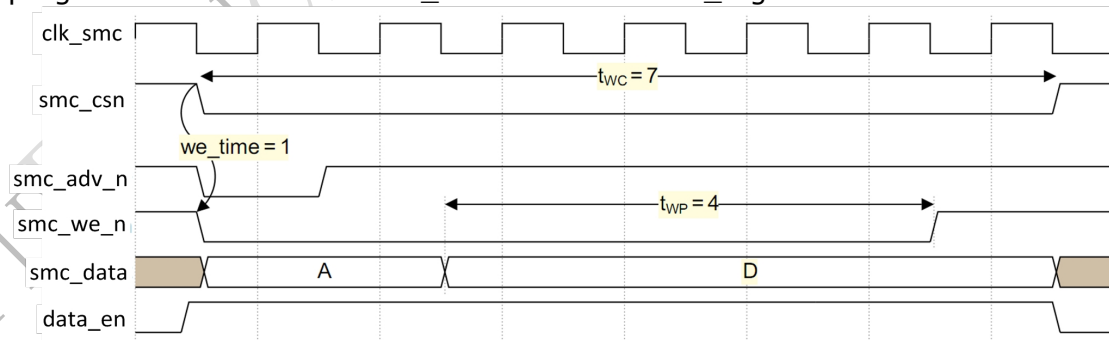 clk_smc
t_WC = 7
smc_csn
we_time = 1
smc_adv_n
t_WP = 4
smc_we_n
smc_data A D
data_en